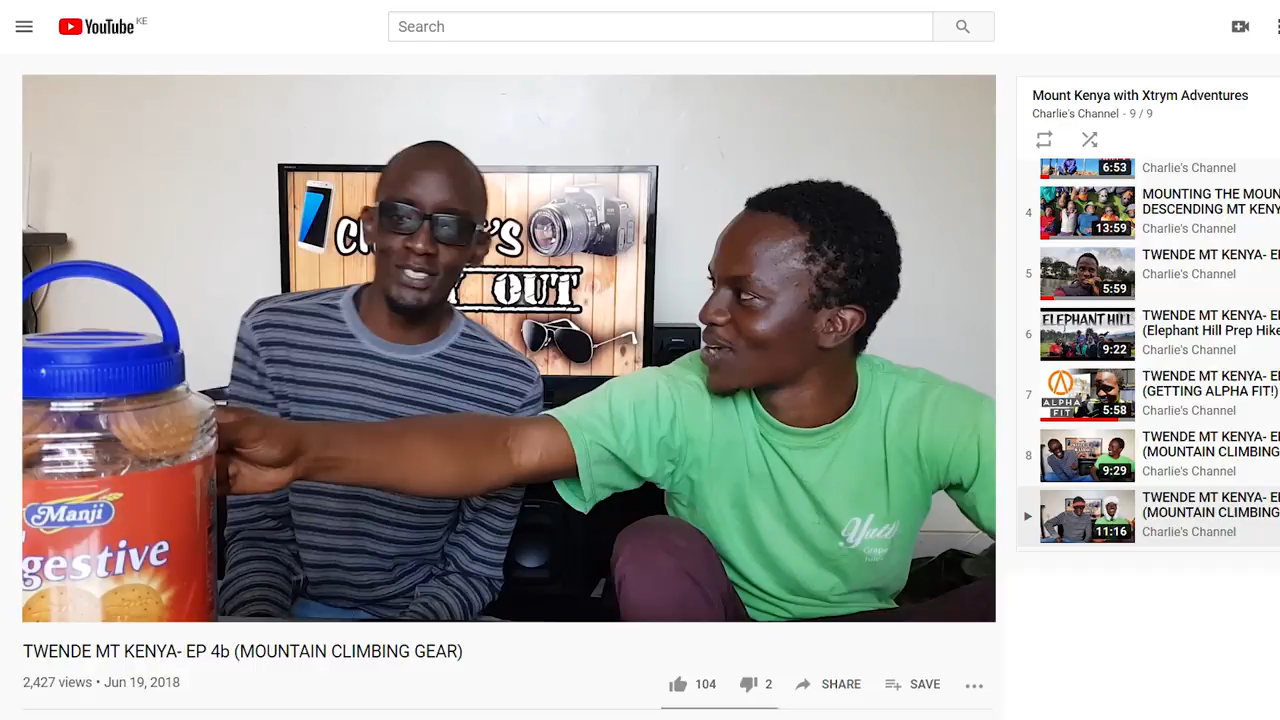 YouTube KE
Search
C 'S
OUT
Manji
gestive
TWENDE MT KENYA- EP 4b (MOUNTAIN CLIMBING GEAR)
2,427 views • Jun 19, 2018
104
2
SHARE
SAVE
Mount Kenya with Xtrym Adventures
Charlie's Channel - 9 / 9
6:53
Charlie's Channel
4
13:59
MOUNTING THE MOUN
DESCENDING MT KENY
Charlie's Channel
5
5:59
TWENDE MT KENYA- E
Charlie's Channel
6
ELEPHANT HILL
9:22
TWENDE MT KENYA- E
(Elephant Hill Prep Hike
Charlie's Channel
7
ALPHA
FIT
5:58
TWENDE MT KENYA- E
(GETTING ALPHA FIT!)
Charlie's Channel
8
9:29
TWENDE MT KENYA- E
(MOUNTAIN CLIMBING
Charlie's Channel
11:16
TWENDE MT KENYA- E
(MOUNTAIN CLIMBING
Charlie's Channel